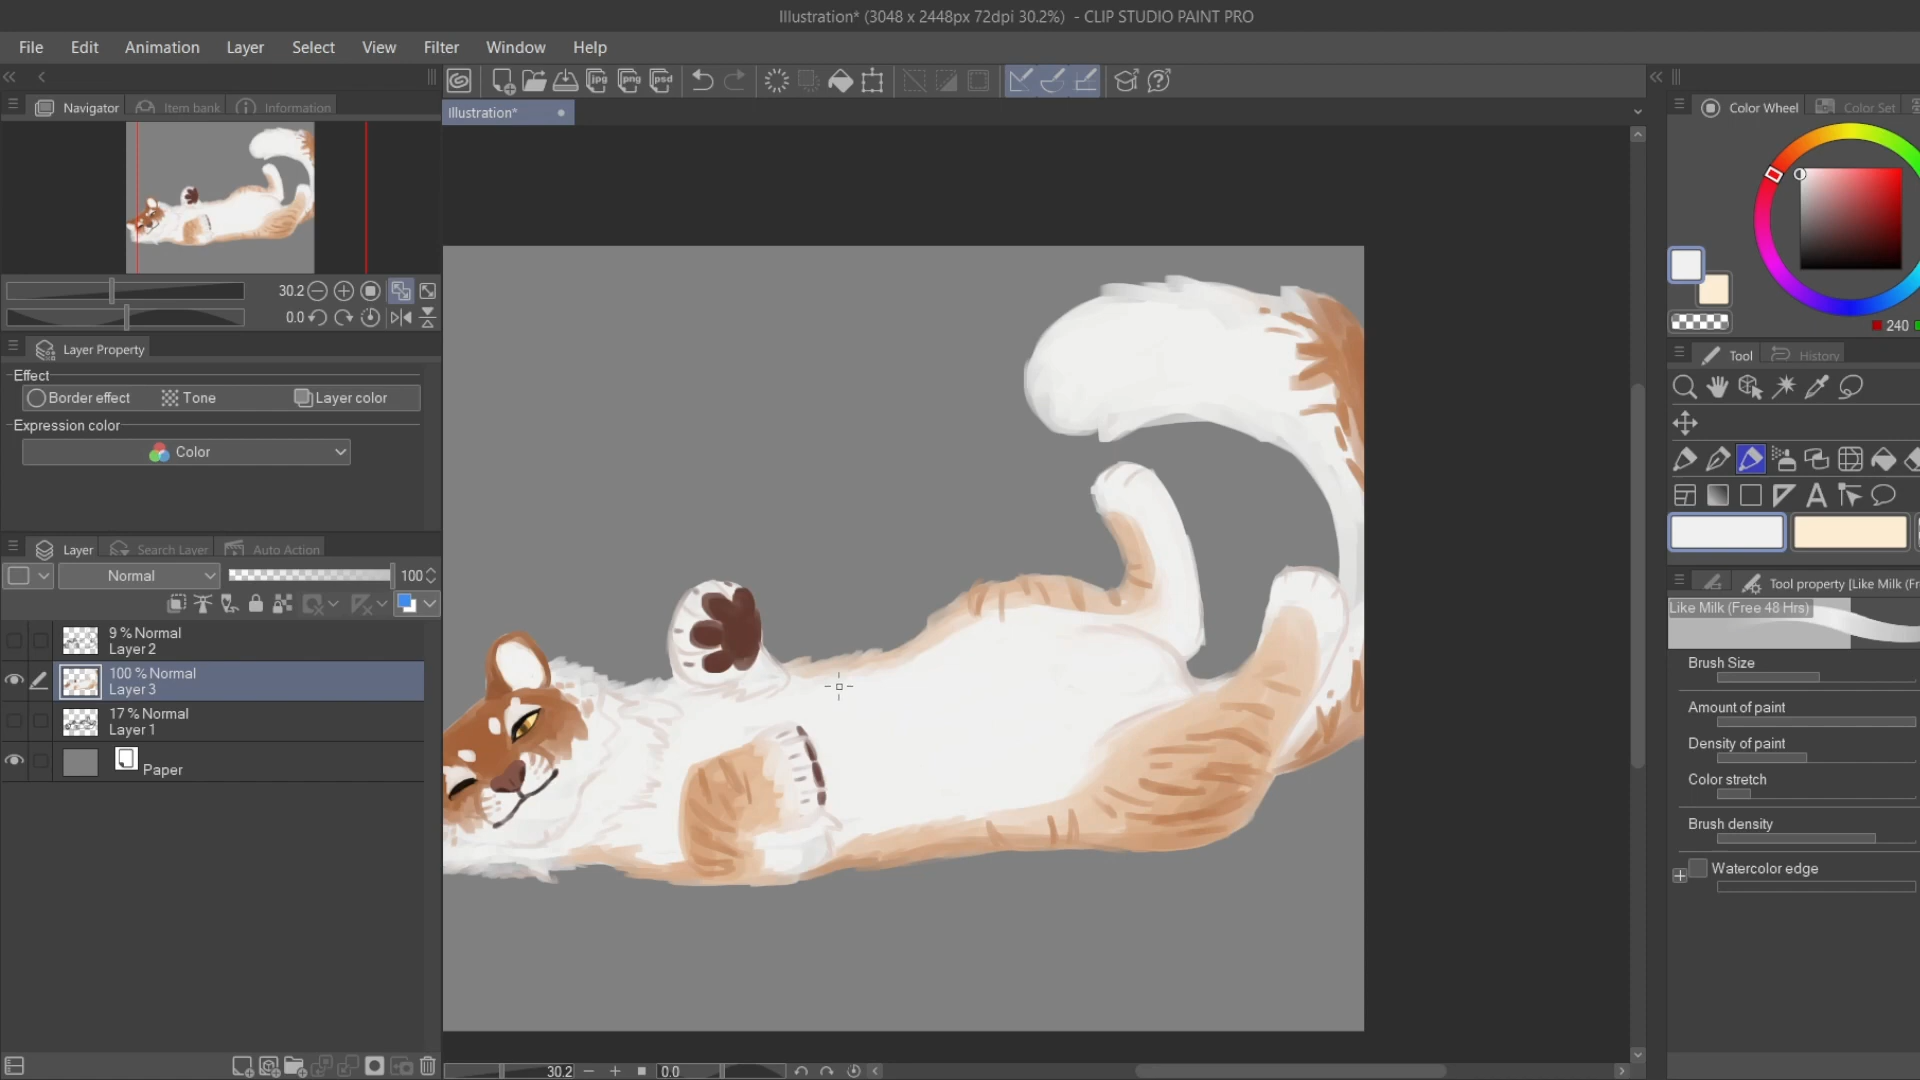 Illustration* (3048 x 2448px 72dpi 30.2%) - CLIP STUDIO PAINT PRO
File Edit Animation Layer Select View Filter Window Help
jpg png psd
Navigator Item bank Information
Illustration*
Color Wheel Color Set
30.2
0.0
240
Layer Property
Tool History
Effect
Border effect Tone Layer color
Expression color
Color
A
Layer Search Layer Auto Action
Normal 100
Tool property [Like Milk (Fr
Like Milk (Free 48 Hrs)
9 % Normal
Layer 2
100 % Normal
Layer 3
17 % Normal
Layer 1
Paper
Brush Size
Amount of paint
Density of paint
Color stretch
Brush density
Watercolor edge
30.2 0.0